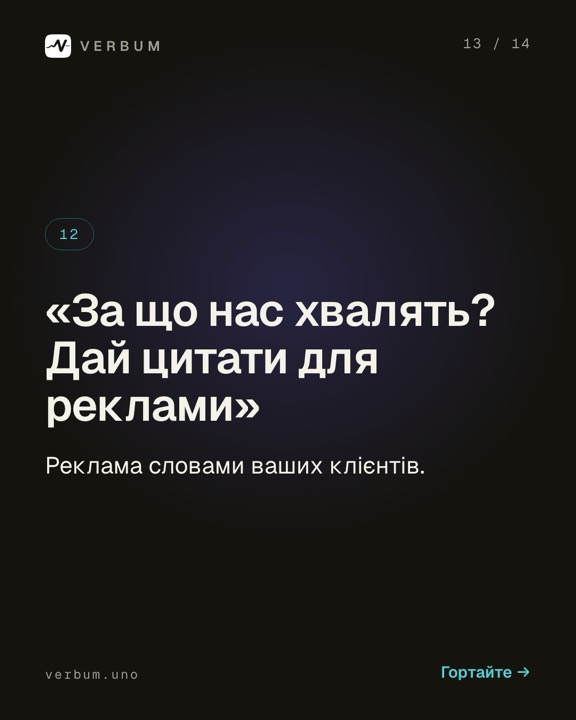 VERBUM
13 / 14
12
«За що нас хвалять?
Дай цитати для
реклами»
Реклама словами ваших клієнтів.
verbum.uno
Гортайте →